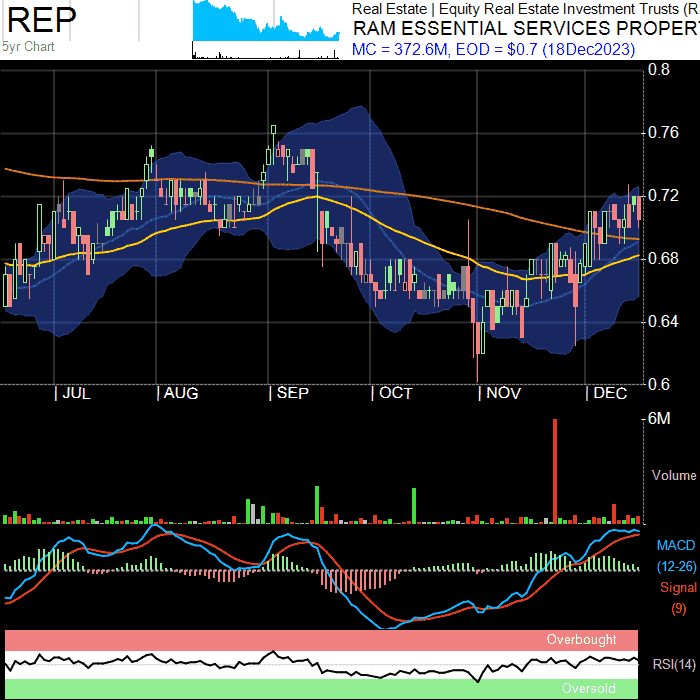 REP
5yr Chart
Real Estate | Equity Real Estate Investment Trusts (R
RAM ESSENTIAL SERVICES PROPER
MC = 372.6M, EOD = $0.7 (18Dec2023)
0.8
0.76
0.72
0.68
0.64
0.6
JUL AUG SEP OCT NOV DEC
6M
Volume
MACD
(12-26)
Signal
(9)
Overbought
RSI(14)
Oversold